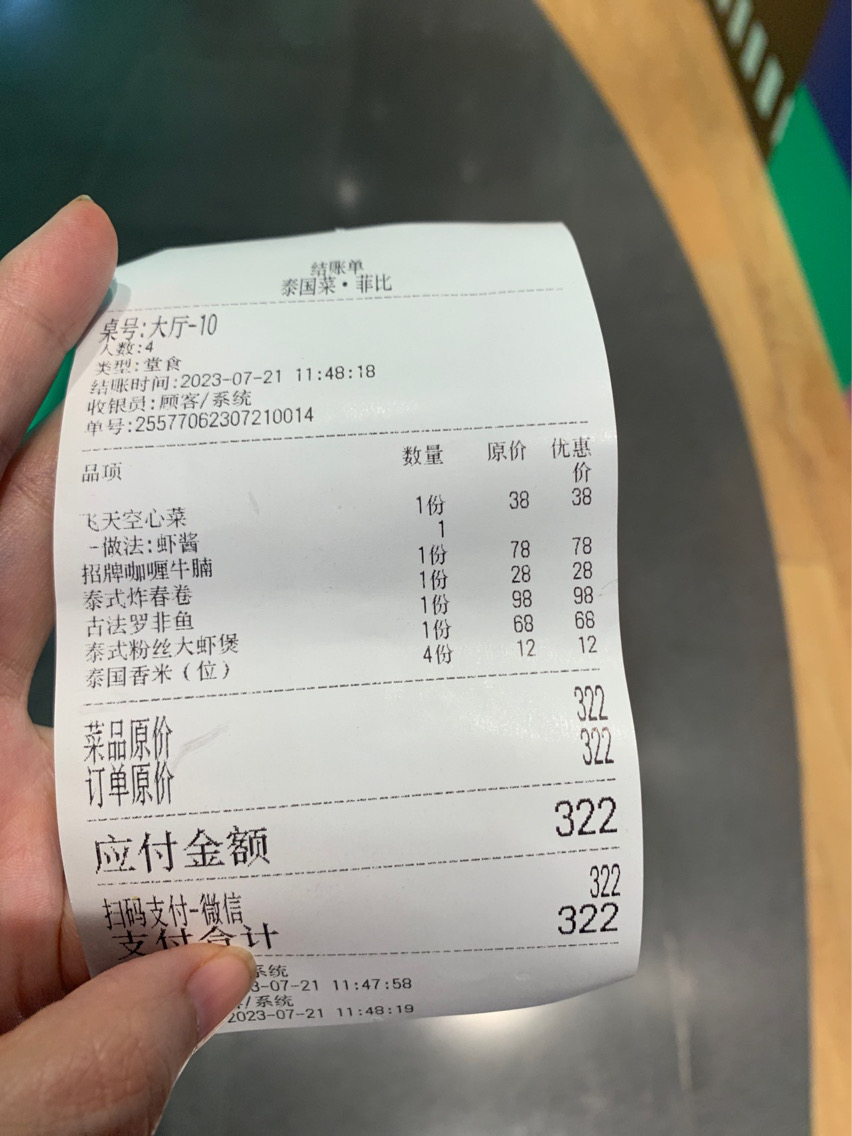 结账单
泰国菜·菲比
桌号:大厅-10
人数:4
类型:堂食
结账时间:2023-07-21 11:48:18
收银员:顾客/系统
单号:25577062307210014
品项 数量 原价 优惠价
飞天空心菜 1份 38 38
-做法:虾酱 1
招牌咖喱牛腩 1份 78 78
泰式炸春卷 1份 28 28
古法罗非鱼 1份 98 98
泰式粉丝大虾煲 1份 68 68
泰国香米(位) 4份 12 12
菜品原价 322
订单原价 322
应付金额 322
扫码支付-微信 322
支付合计 322
系统
3-07-21 11:47:58
/系统
2023-07-21 11:48:19